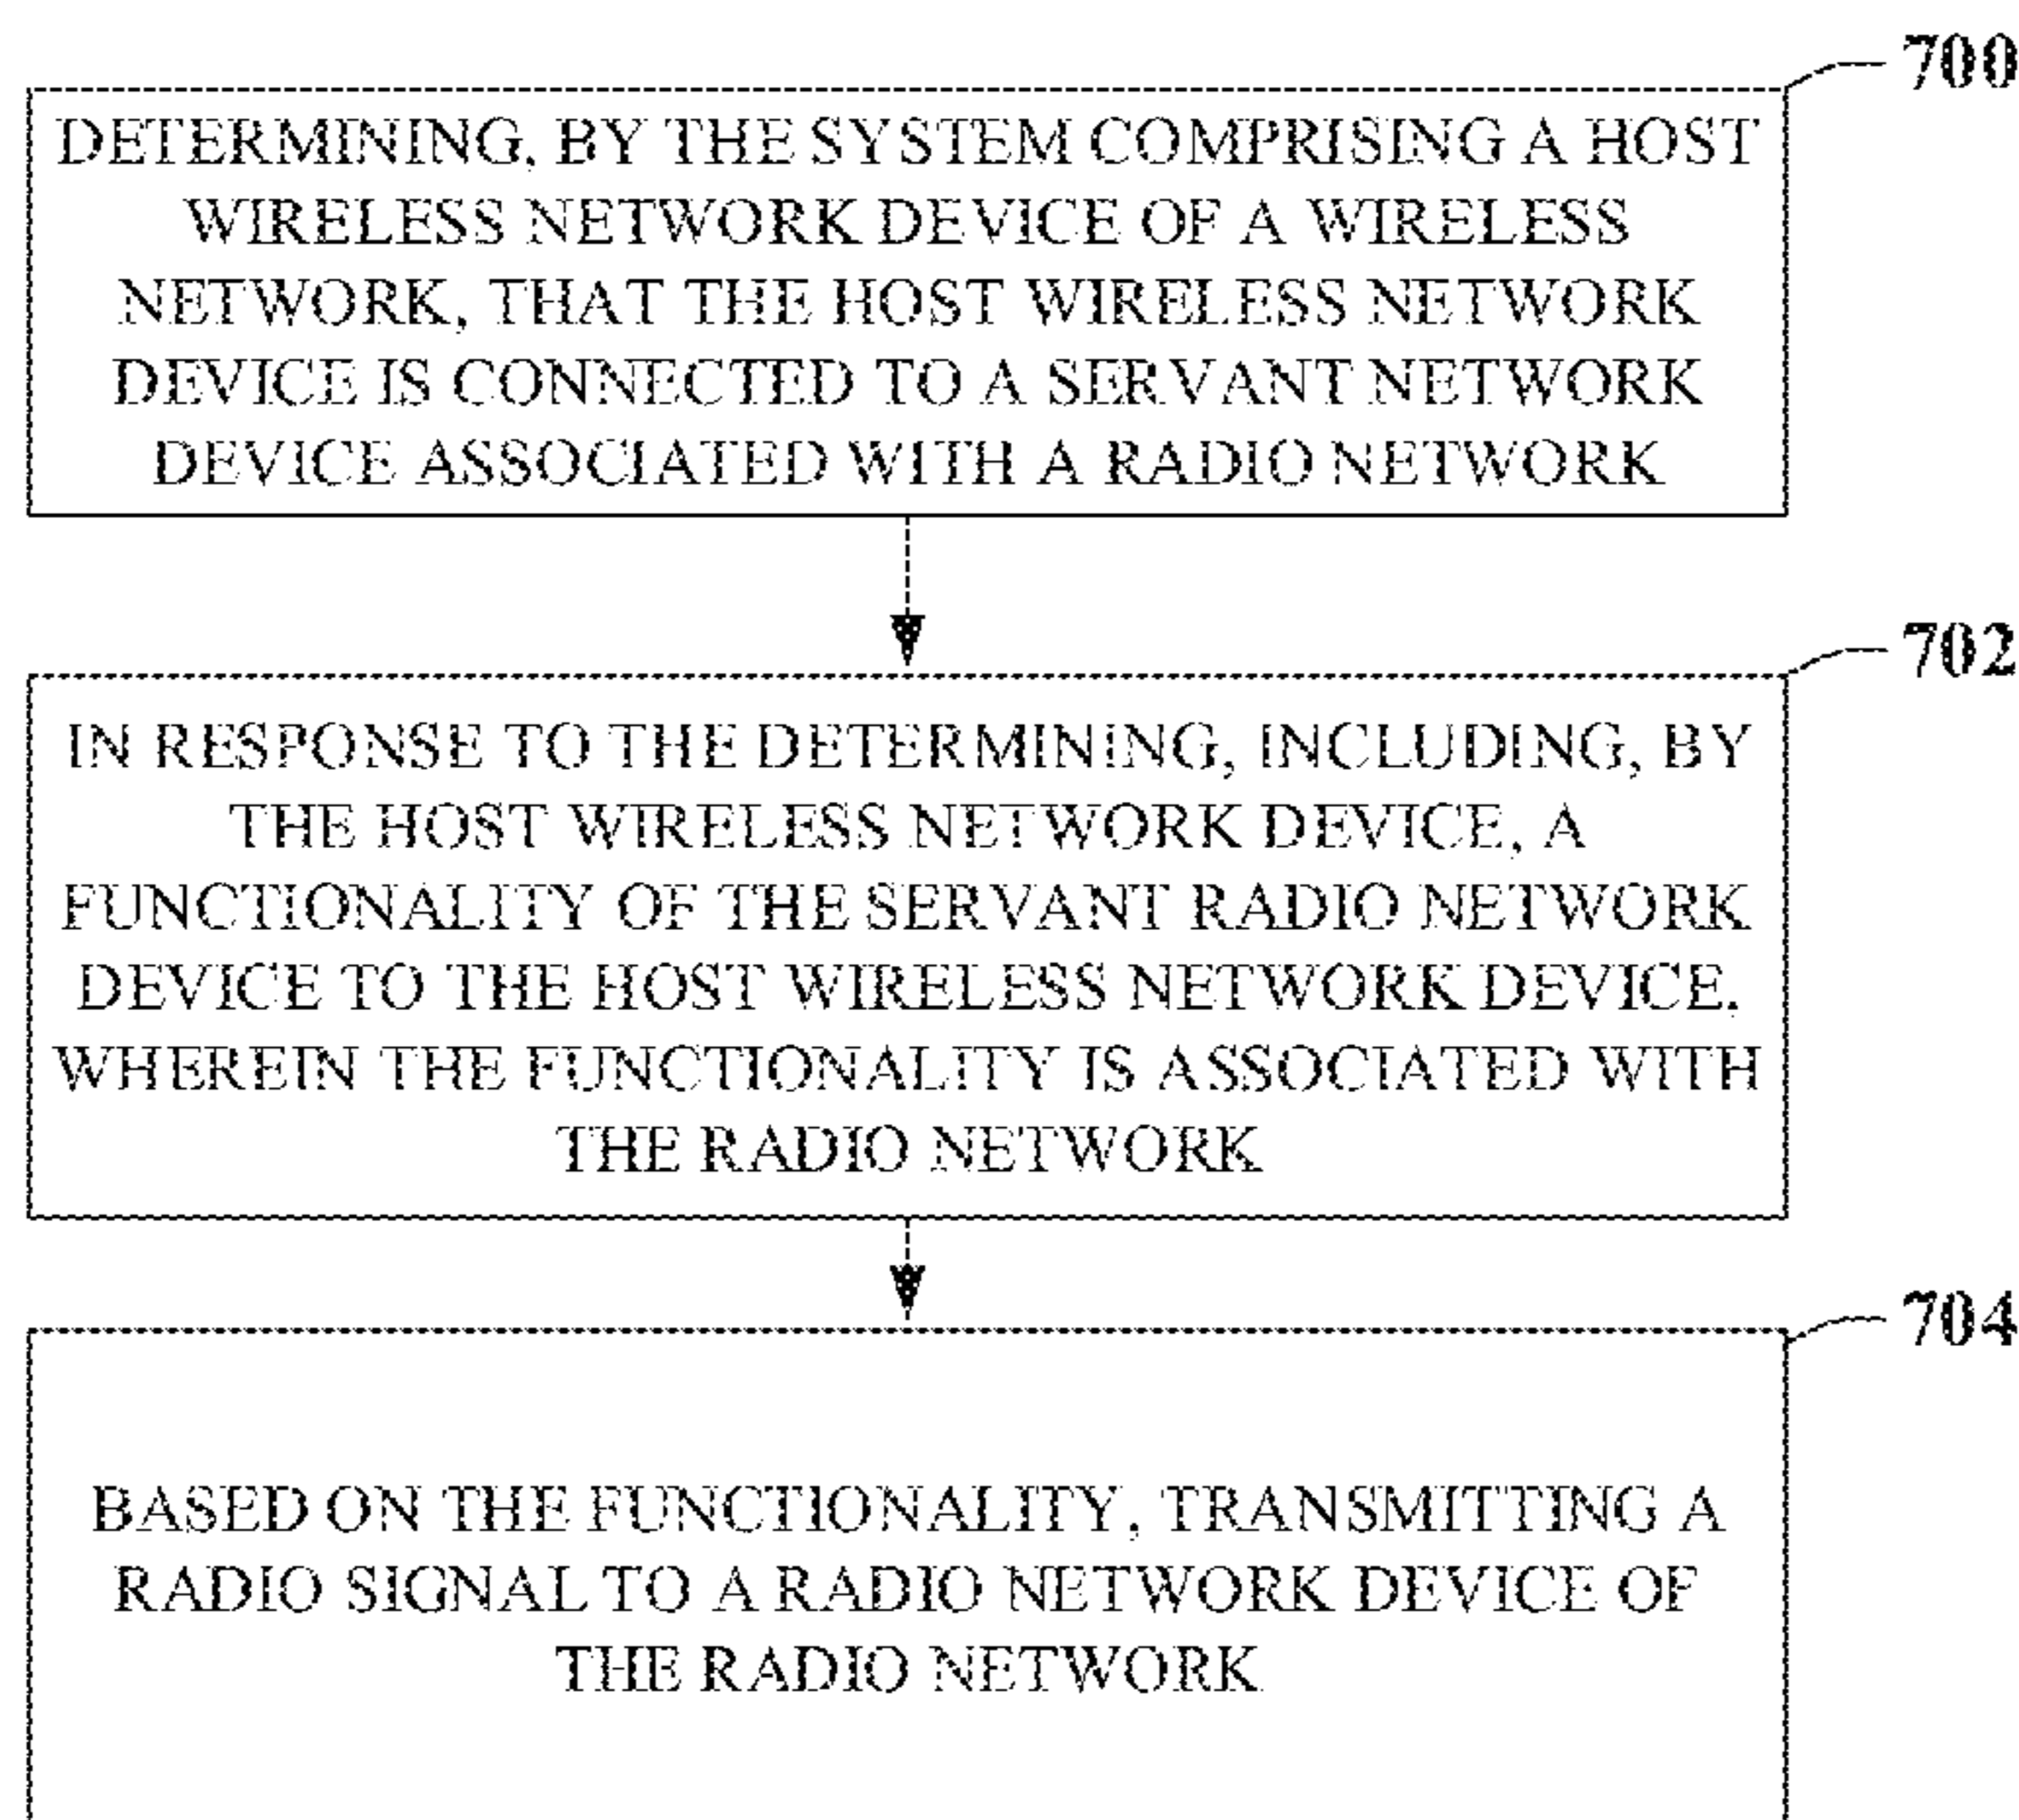 700
DETERMINING, BY THE SYSTEM COMPRISING A HOST
WIRELESS NETWORK DEVICE OF A WIRELESS
NETWORK, THAT THE HOST WIRELESS NETWORK
DEVICE IS CONNECTED TO A SERVANT NETWORK
DEVICE ASSOCIATED WITH A RADIO NETWORK
702
IN RESPONSE TO THE DETERMINING, INCLUDING, BY
THE HOST WIRELESS NETWORK DEVICE, A
FUNCTIONALITY OF THE SERVANT RADIO NETWORK
DEVICE TO THE HOST WIRELESS NETWORK DEVICE,
WHEREIN THE FUNCTIONALITY IS ASSOCIATED WITH
THE RADIO NETWORK
704
BASED ON THE FUNCTIONALITY, TRANSMITTING A
RADIO SIGNAL TO A RADIO NETWORK DEVICE OF
THE RADIO NETWORK